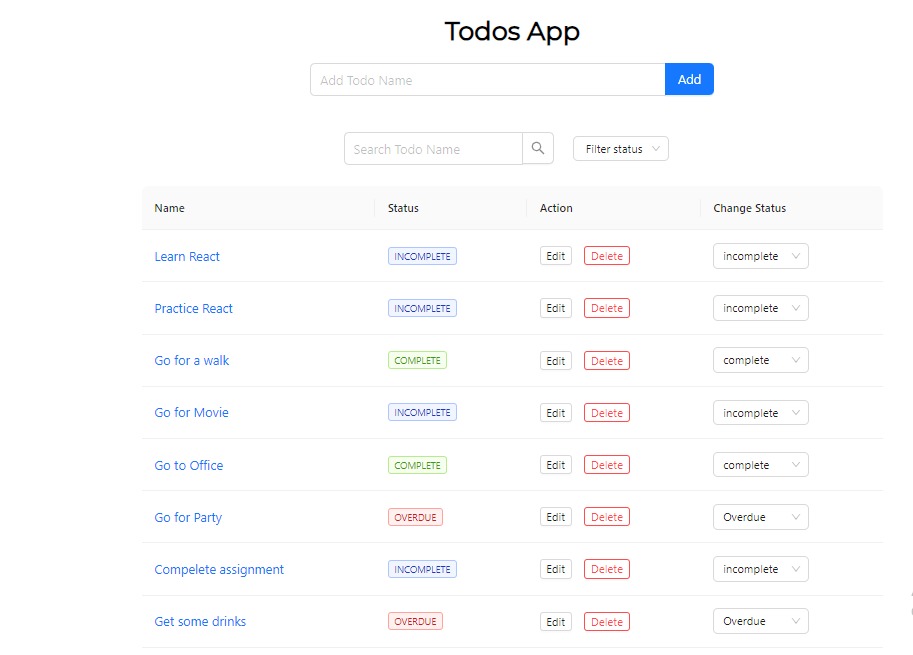 Todos App
Add Todo Name Add
Search Todo Name Filter status
Name Status Action Change Status
Learn React INCOMPLETE Edit Delete incomplete
Practice React INCOMPLETE Edit Delete incomplete
Go for a walk COMPLETE Edit Delete complete
Go for Movie INCOMPLETE Edit Delete incomplete
Go to Office COMPLETE Edit Delete complete
Go for Party OVERDUE Edit Delete Overdue
Compelete assignment INCOMPLETE Edit Delete incomplete
Get some drinks OVERDUE Edit Delete Overdue